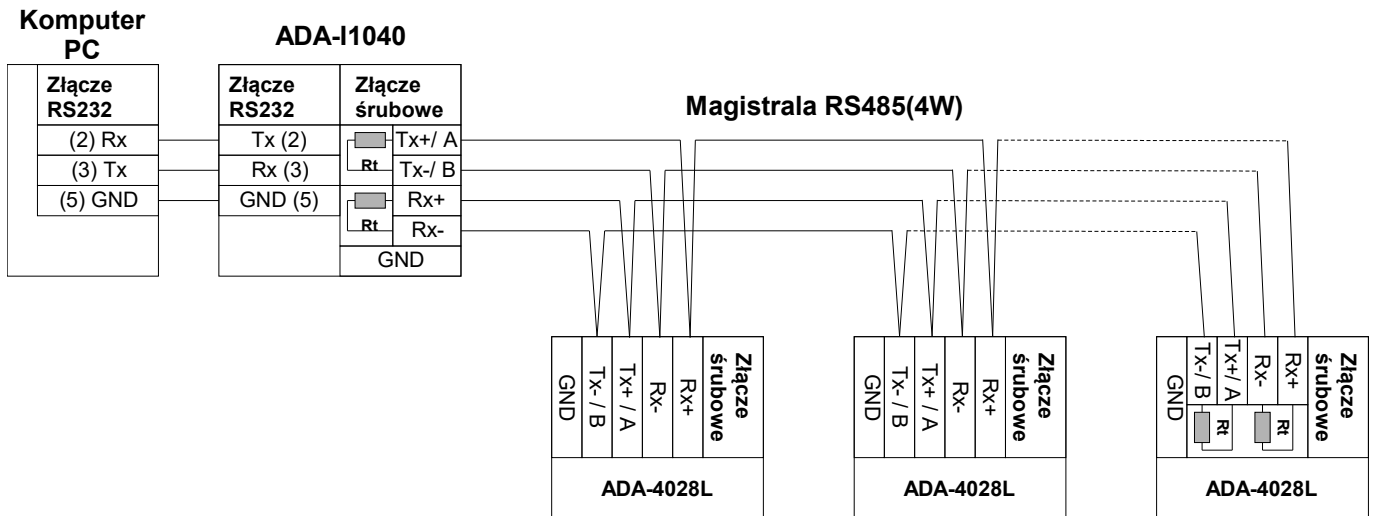 Komputer
PC
ADA-I1040
Złącze
RS232
(2) Rx
(3) Tx
(5) GND
Złącze
RS232
Tx (2)
Rx (3)
GND (5)
Złącze
śrubowe
Rt
Tx+/ A
Tx-/ B
Rt
Rx+
Rx-
GND
Magistrala RS485(4W)
GND
Tx- / B
Tx+ / A
Rx-
Rx+
Złącze
śrubowe
ADA-4028L
GND
Tx- / B
Tx+ / A
Rx-
Rx+
Złącze
śrubowe
ADA-4028L
GND
Tx-/ B
Tx+/ A
Rx-
Rx+
Rt
Rt
Złącze
śrubowe
ADA-4028L